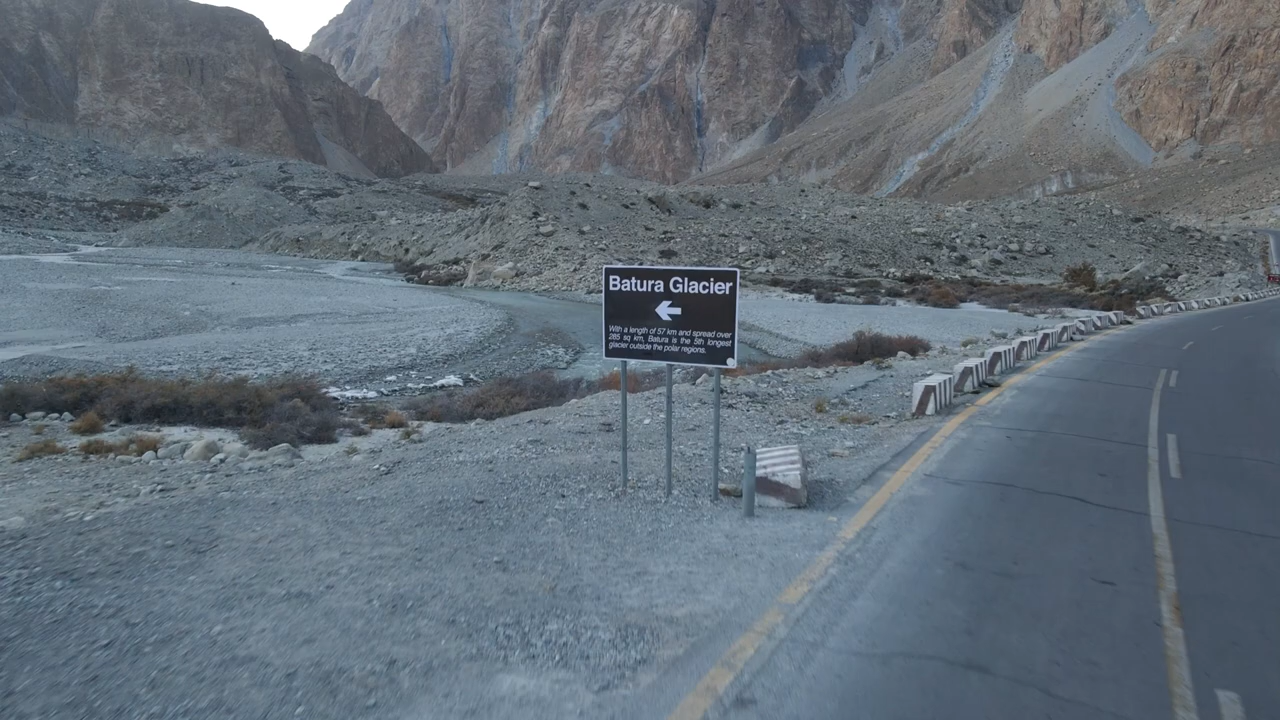 Batura Glacier
With a length of 57 km and spread over
285 sq km, Batura is the 5th longest
glacier outside the polar regions.